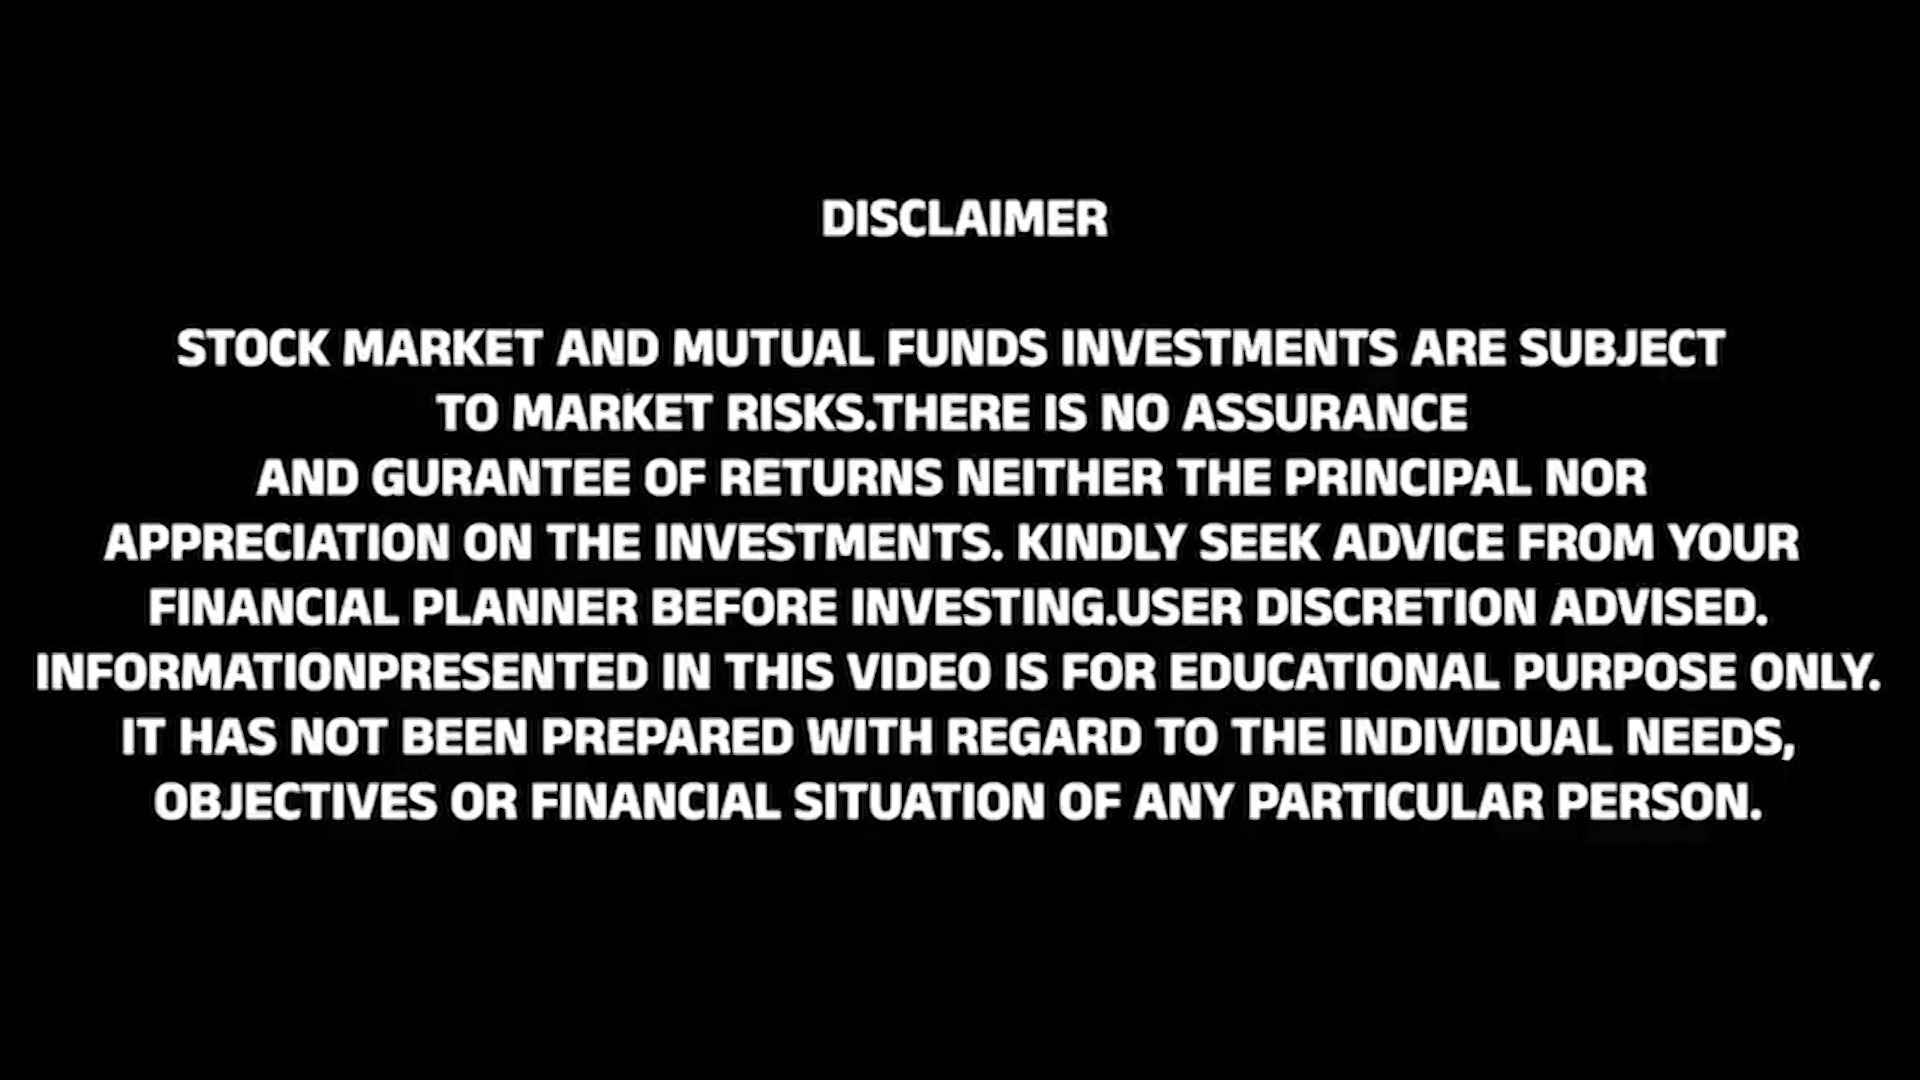 DISCLAIMER
STOCK MARKET AND MUTUAL FUNDS INVESTMENTS ARE SUBJECT
TO MARKET RISKS.THERE IS NO ASSURANCE
AND GURANTEE OF RETURNS NEITHER THE PRINCIPAL NOR
APPRECIATION ON THE INVESTMENTS. KINDLY SEEK ADVICE FROM YOUR
FINANCIAL PLANNER BEFORE INVESTING.USER DISCRETION ADVISED.
INFORMATIONPRESENTED IN THIS VIDEO IS FOR EDUCATIONAL PURPOSE ONLY.
IT HAS NOT BEEN PREPARED WITH REGARD TO THE INDIVIDUAL NEEDS,
OBJECTIVES OR FINANCIAL SITUATION OF ANY PARTICULAR PERSON.